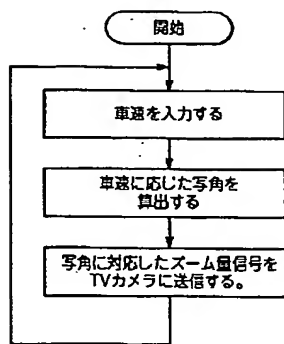 開始
車速を入力する
車速に応じた写角を
算出する
写角に対応したズーム量信号を
TVカメラに送信する。